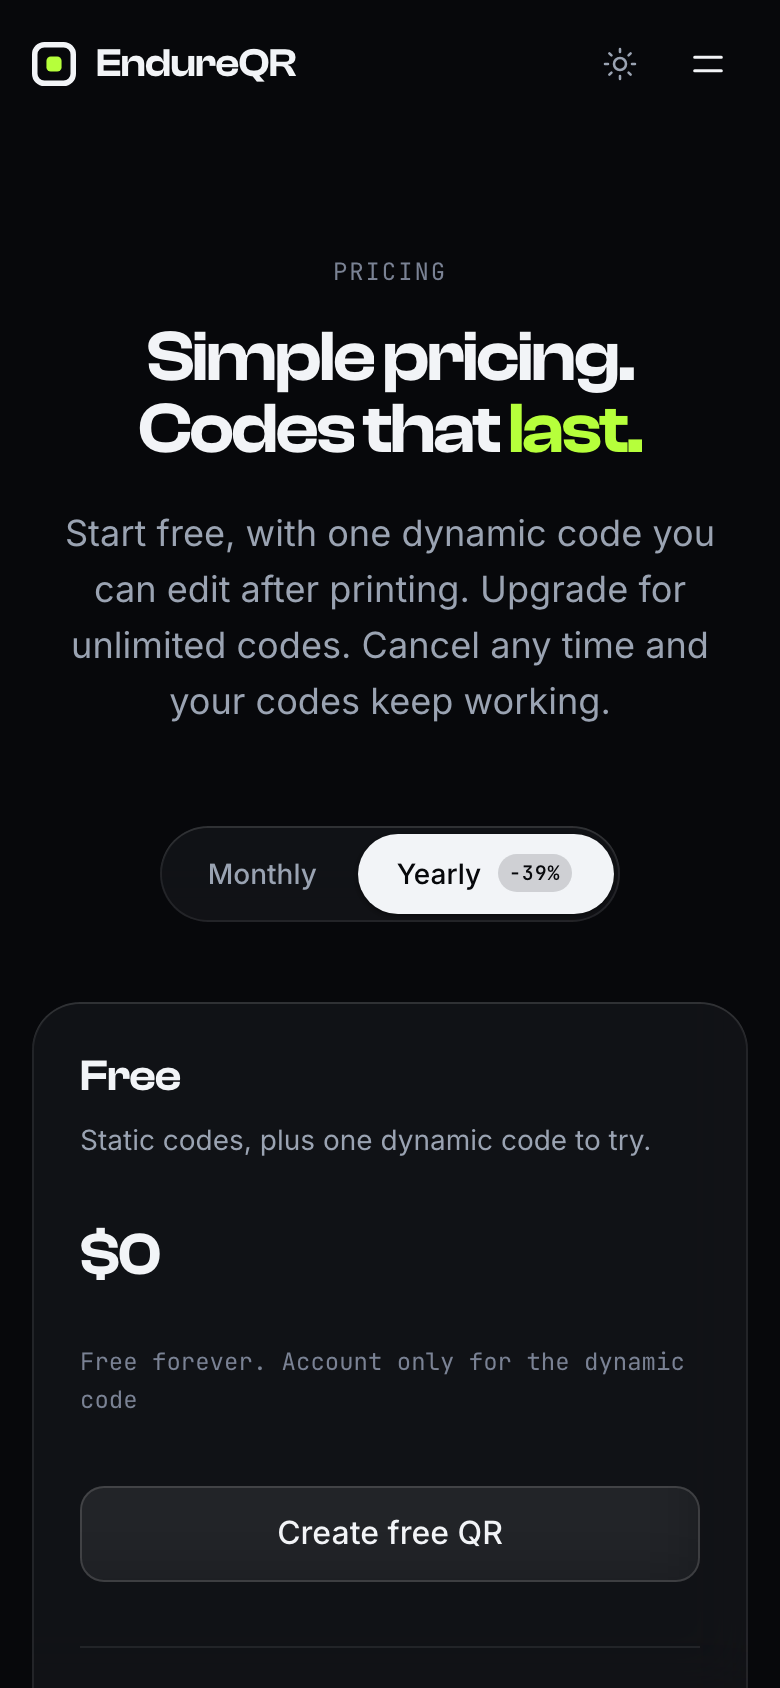 EndureQR
PRICING
Simple pricing.
Codes that last.
Start free, with one dynamic code you
can edit after printing. Upgrade for
unlimited codes. Cancel any time and
your codes keep working.
Monthly
Yearly -39%
Free
Static codes, plus one dynamic code to try.
$0
Free forever. Account only for the dynamic
code
Create free QR